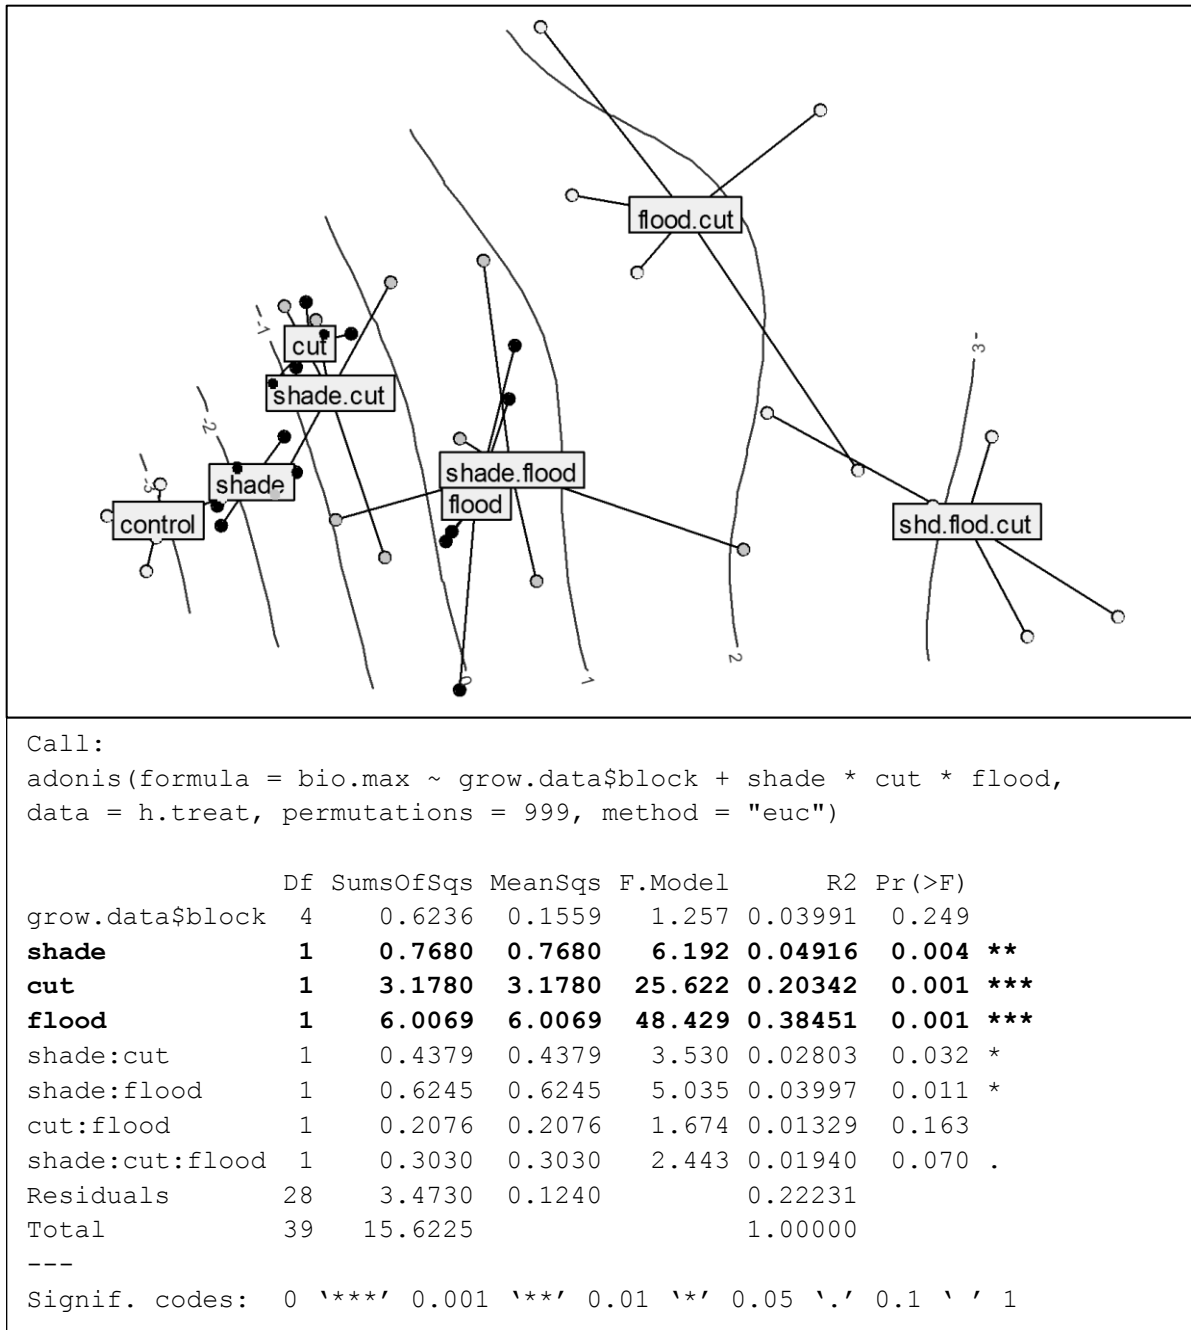 flood.cut
-3
-1
cut
shade.cut
-2
shade.flood
shade
-3
flood
control
shd.flod.cut
2
0
1
Call:
adonis(formula = bio.max ~ grow.data$block + shade * cut * flood,
data = h.treat, permutations = 999, method = "euc")
Df SumsOfSqs MeanSqs F.Model R2 Pr(>F)
grow.data$block 4 0.6236 0.1559 1.257 0.03991 0.249
shade 1 0.7680 0.7680 6.192 0.04916 0.004 **
cut 1 3.1780 3.1780 25.622 0.20342 0.001 ***
flood 1 6.0069 6.0069 48.429 0.38451 0.001 ***
shade:cut 1 0.4379 0.4379 3.530 0.02803 0.032 *
shade:flood 1 0.6245 0.6245 5.035 0.03997 0.011 *
cut:flood 1 0.2076 0.2076 1.674 0.01329 0.163
shade:cut:flood 1 0.3030 0.3030 2.443 0.01940 0.070 .
Residuals 28 3.4730 0.1240 0.22231
Total 39 15.6225 1.00000
---
Signif. codes: 0 ‘***’ 0.001 ‘**’ 0.01 ‘*’ 0.05 ‘.’ 0.1 ‘ ’ 1